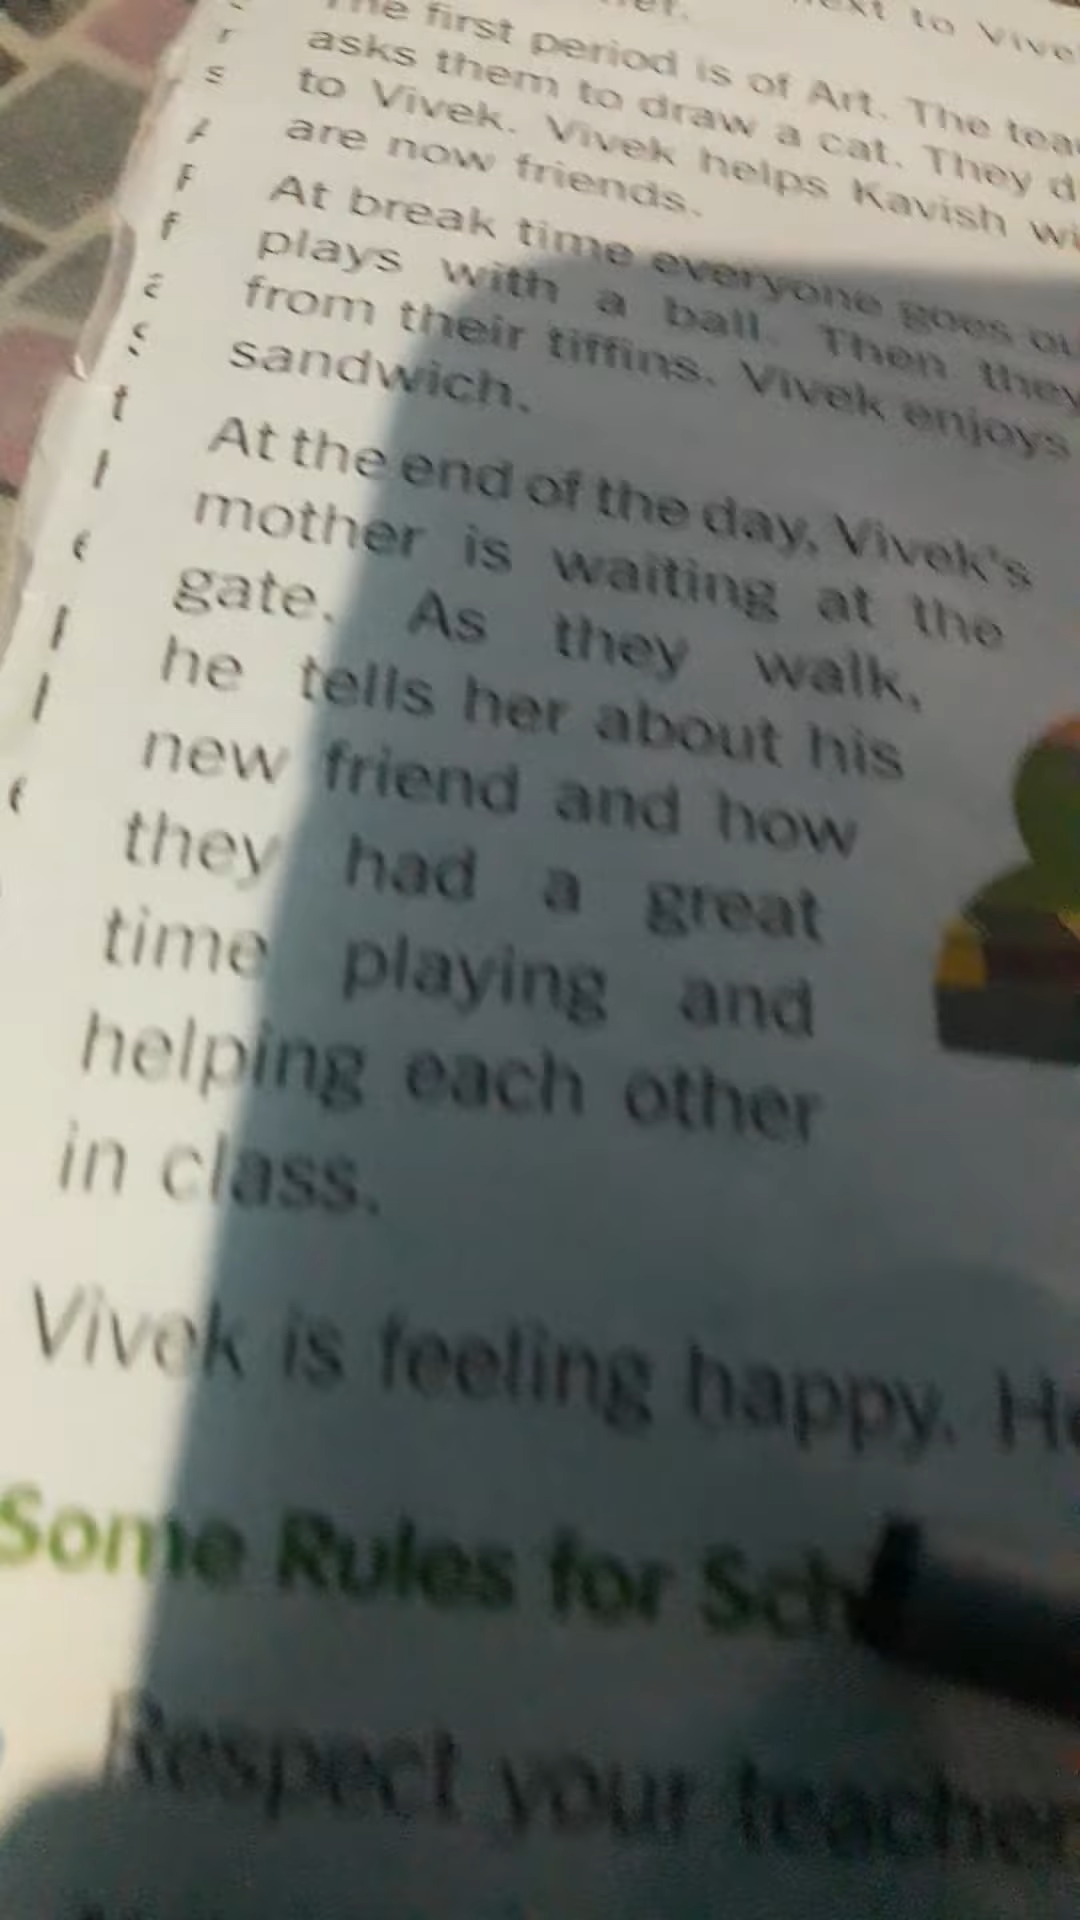 next to
The first period is of Art. The
asks them to draw a cat. They
to Vivek. Vivek helps Kavish
are now friends.
At break time everyone goes
plays with a ball. Then they
from their tiffins. Vivek enjoys
sandwich.
At the end of the day, Vivek's
mother is waiting at the
gate. As they walk,
he tells her about his
new friend and how
they had a great
time playing and
helping each other
in class.
Vivek is feeling happy.
Some Rules for
Respect your